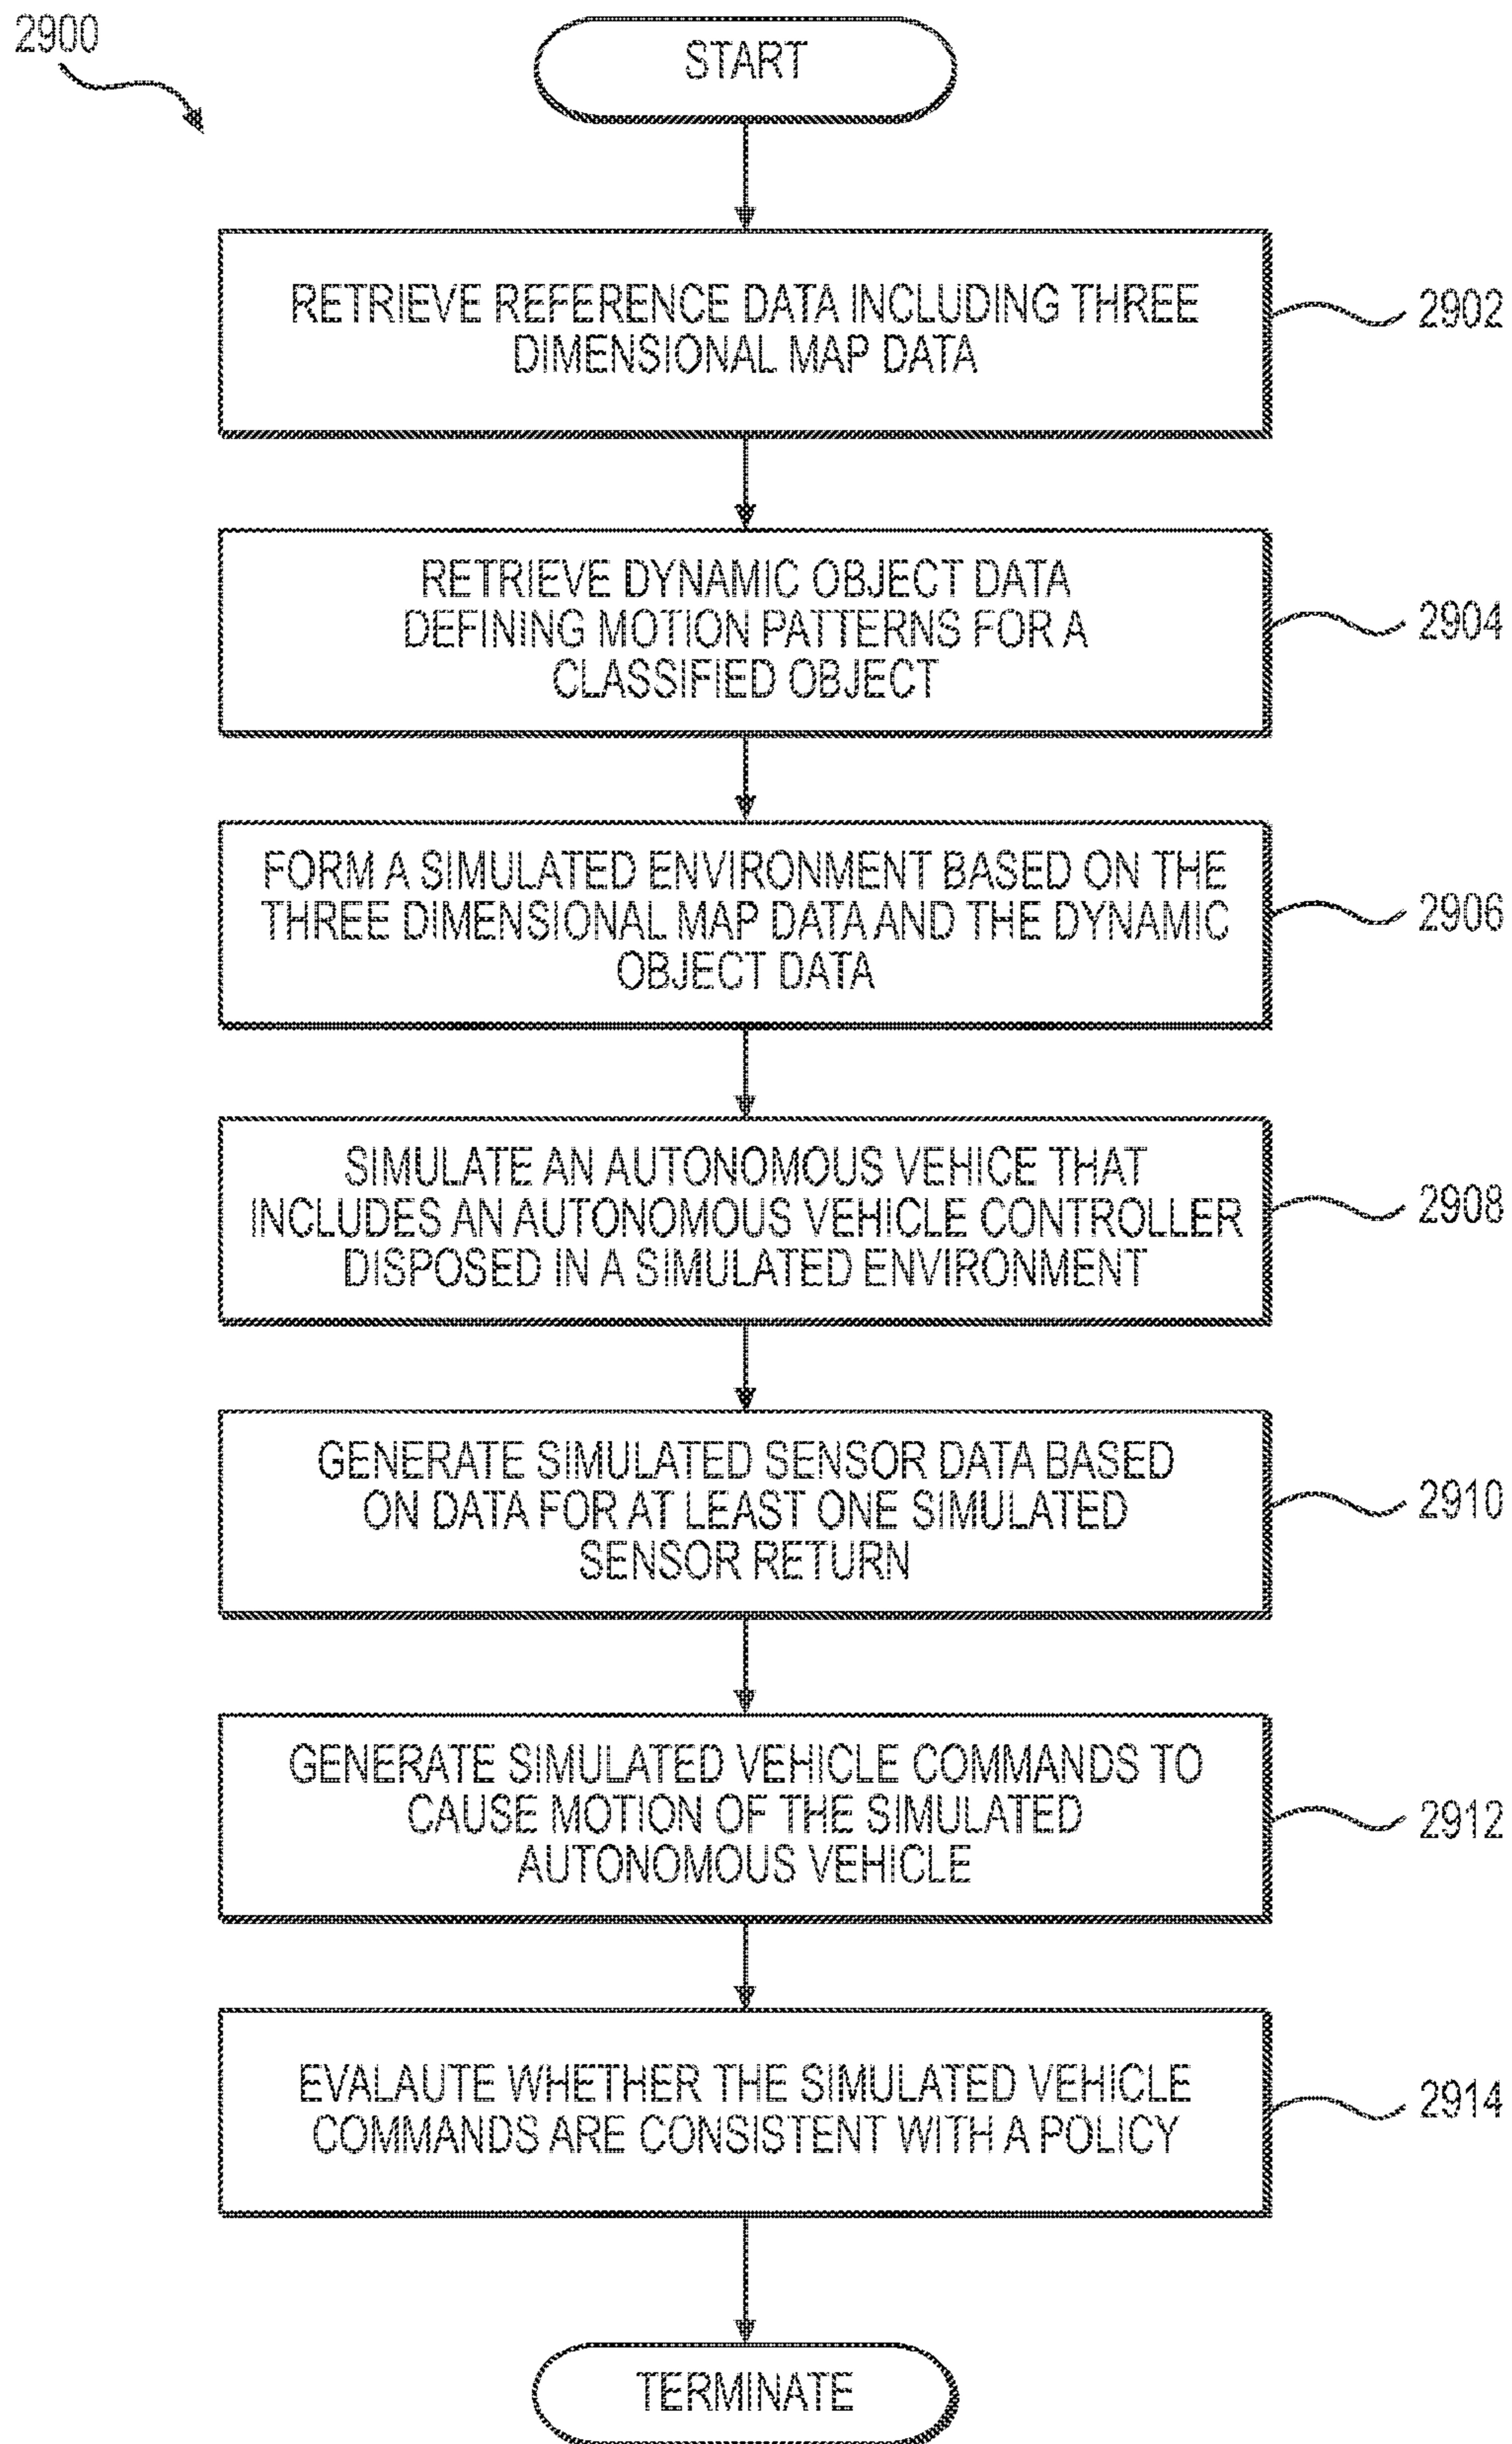 2900
START
RETRIEVE REFERENCE DATA INCLUDING THREE
DIMENSIONAL MAP DATA
2902
RETRIEVE DYNAMIC OBJECT DATA
DEFINING MOTION PATTERNS FOR A
CLASSIFIED OBJECT
2904
FORM A SIMULATED ENVIRONMENT BASED ON THE
THREE DIMENSIONAL MAP DATA AND THE DYNAMIC
OBJECT DATA
2906
SIMULATE AN AUTONOMOUS VEHICE THAT
INCLUDES AN AUTONOMOUS VEHICLE CONTROLLER
DISPOSED IN A SIMULATED ENVIRONMENT
2908
GENERATE SIMULATED SENSOR DATA BASED
ON DATA FOR AT LEAST ONE SIMULATED
SENSOR RETURN
2910
GENERATE SIMULATED VEHICLE COMMANDS TO
CAUSE MOTION OF THE SIMULATED
AUTONOMOUS VEHICLE
2912
EVALAUTE WHETHER THE SIMULATED VEHICLE
COMMANDS ARE CONSISTENT WITH A POLICY
2914
TERMINATE